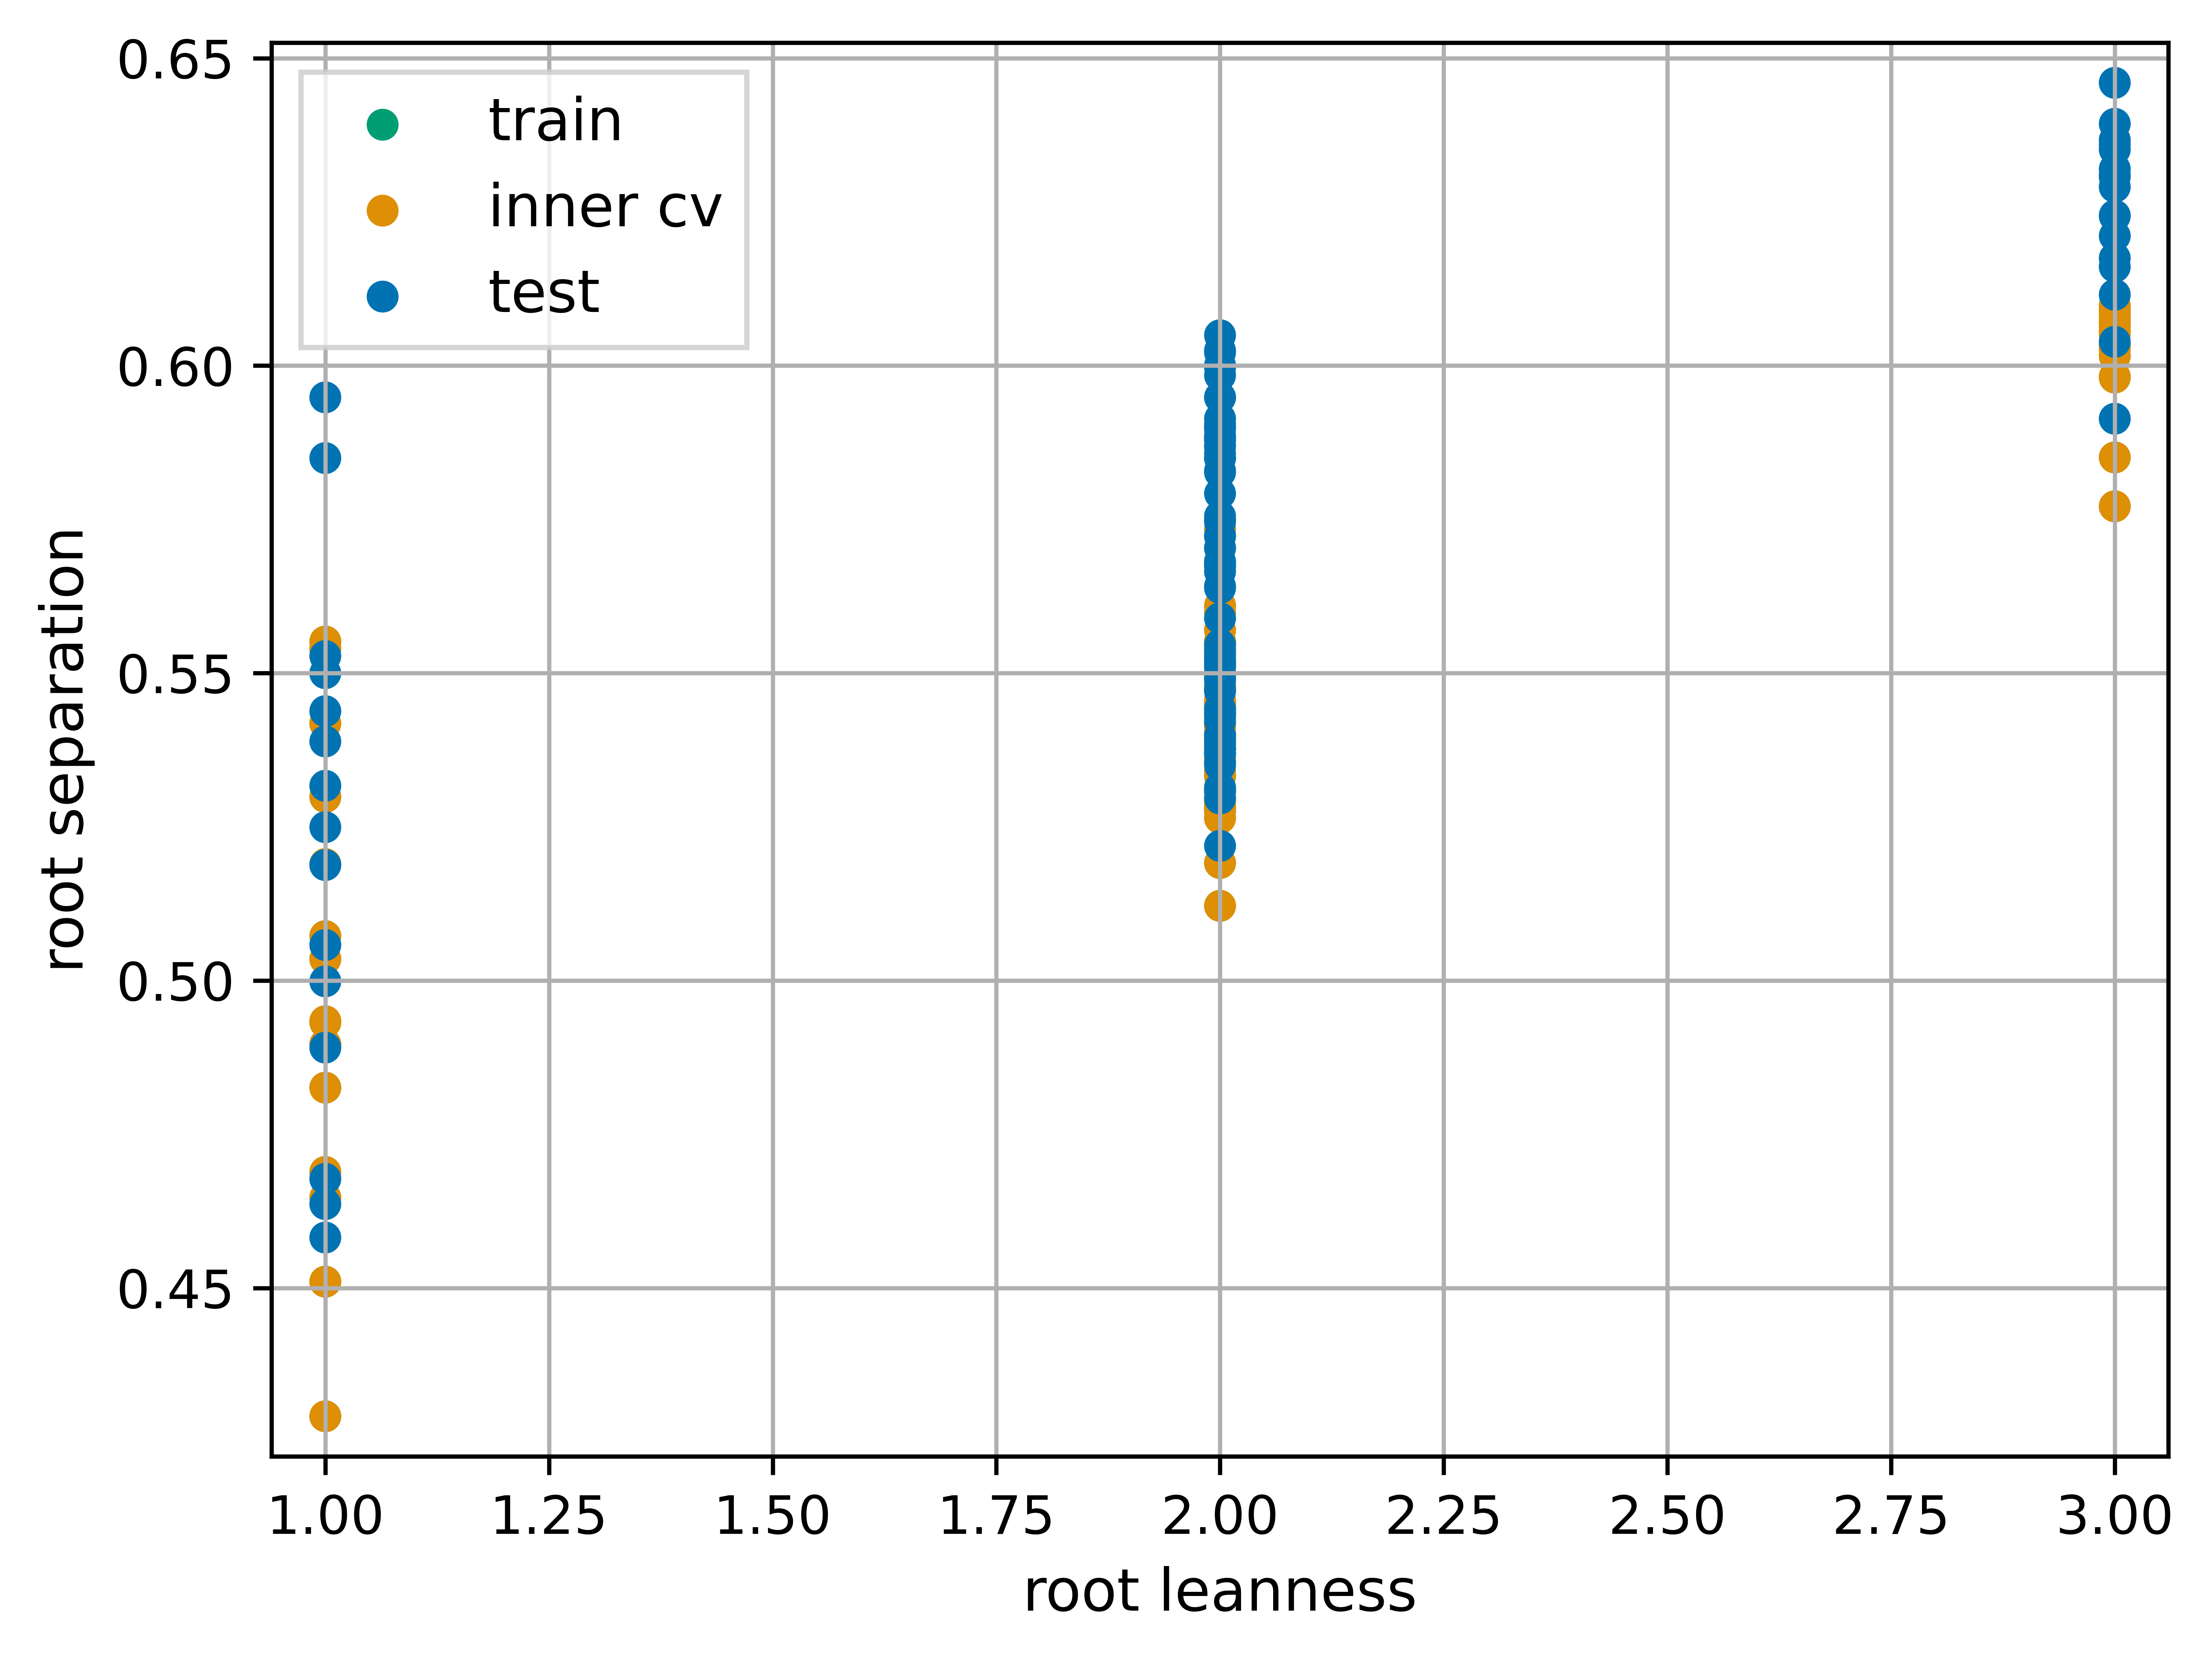 0.65
0.60
0.55
0.50
0.45
root separation
train
inner cv
test
1.00 1.25 1.50 1.75 2.00 2.25 2.50 2.75 3.00
root leanness